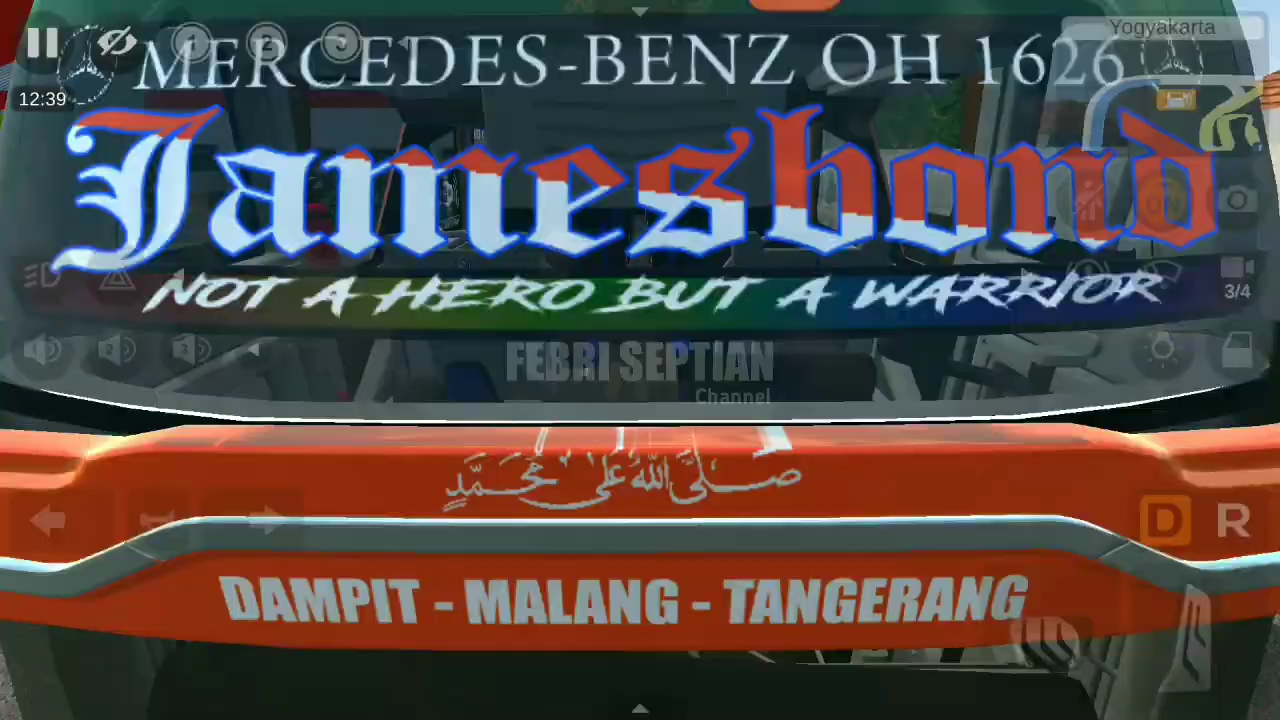 Yogyakarta
MERCEDES-BENZ OH 1626
12:39
Jamesbond
NOT A HERO BUT A WARRIOR
3/4
FEBRI SEPTIAN
Channel
صلى الله على محمد
D R
DAMPIT - MALANG - TANGERANG